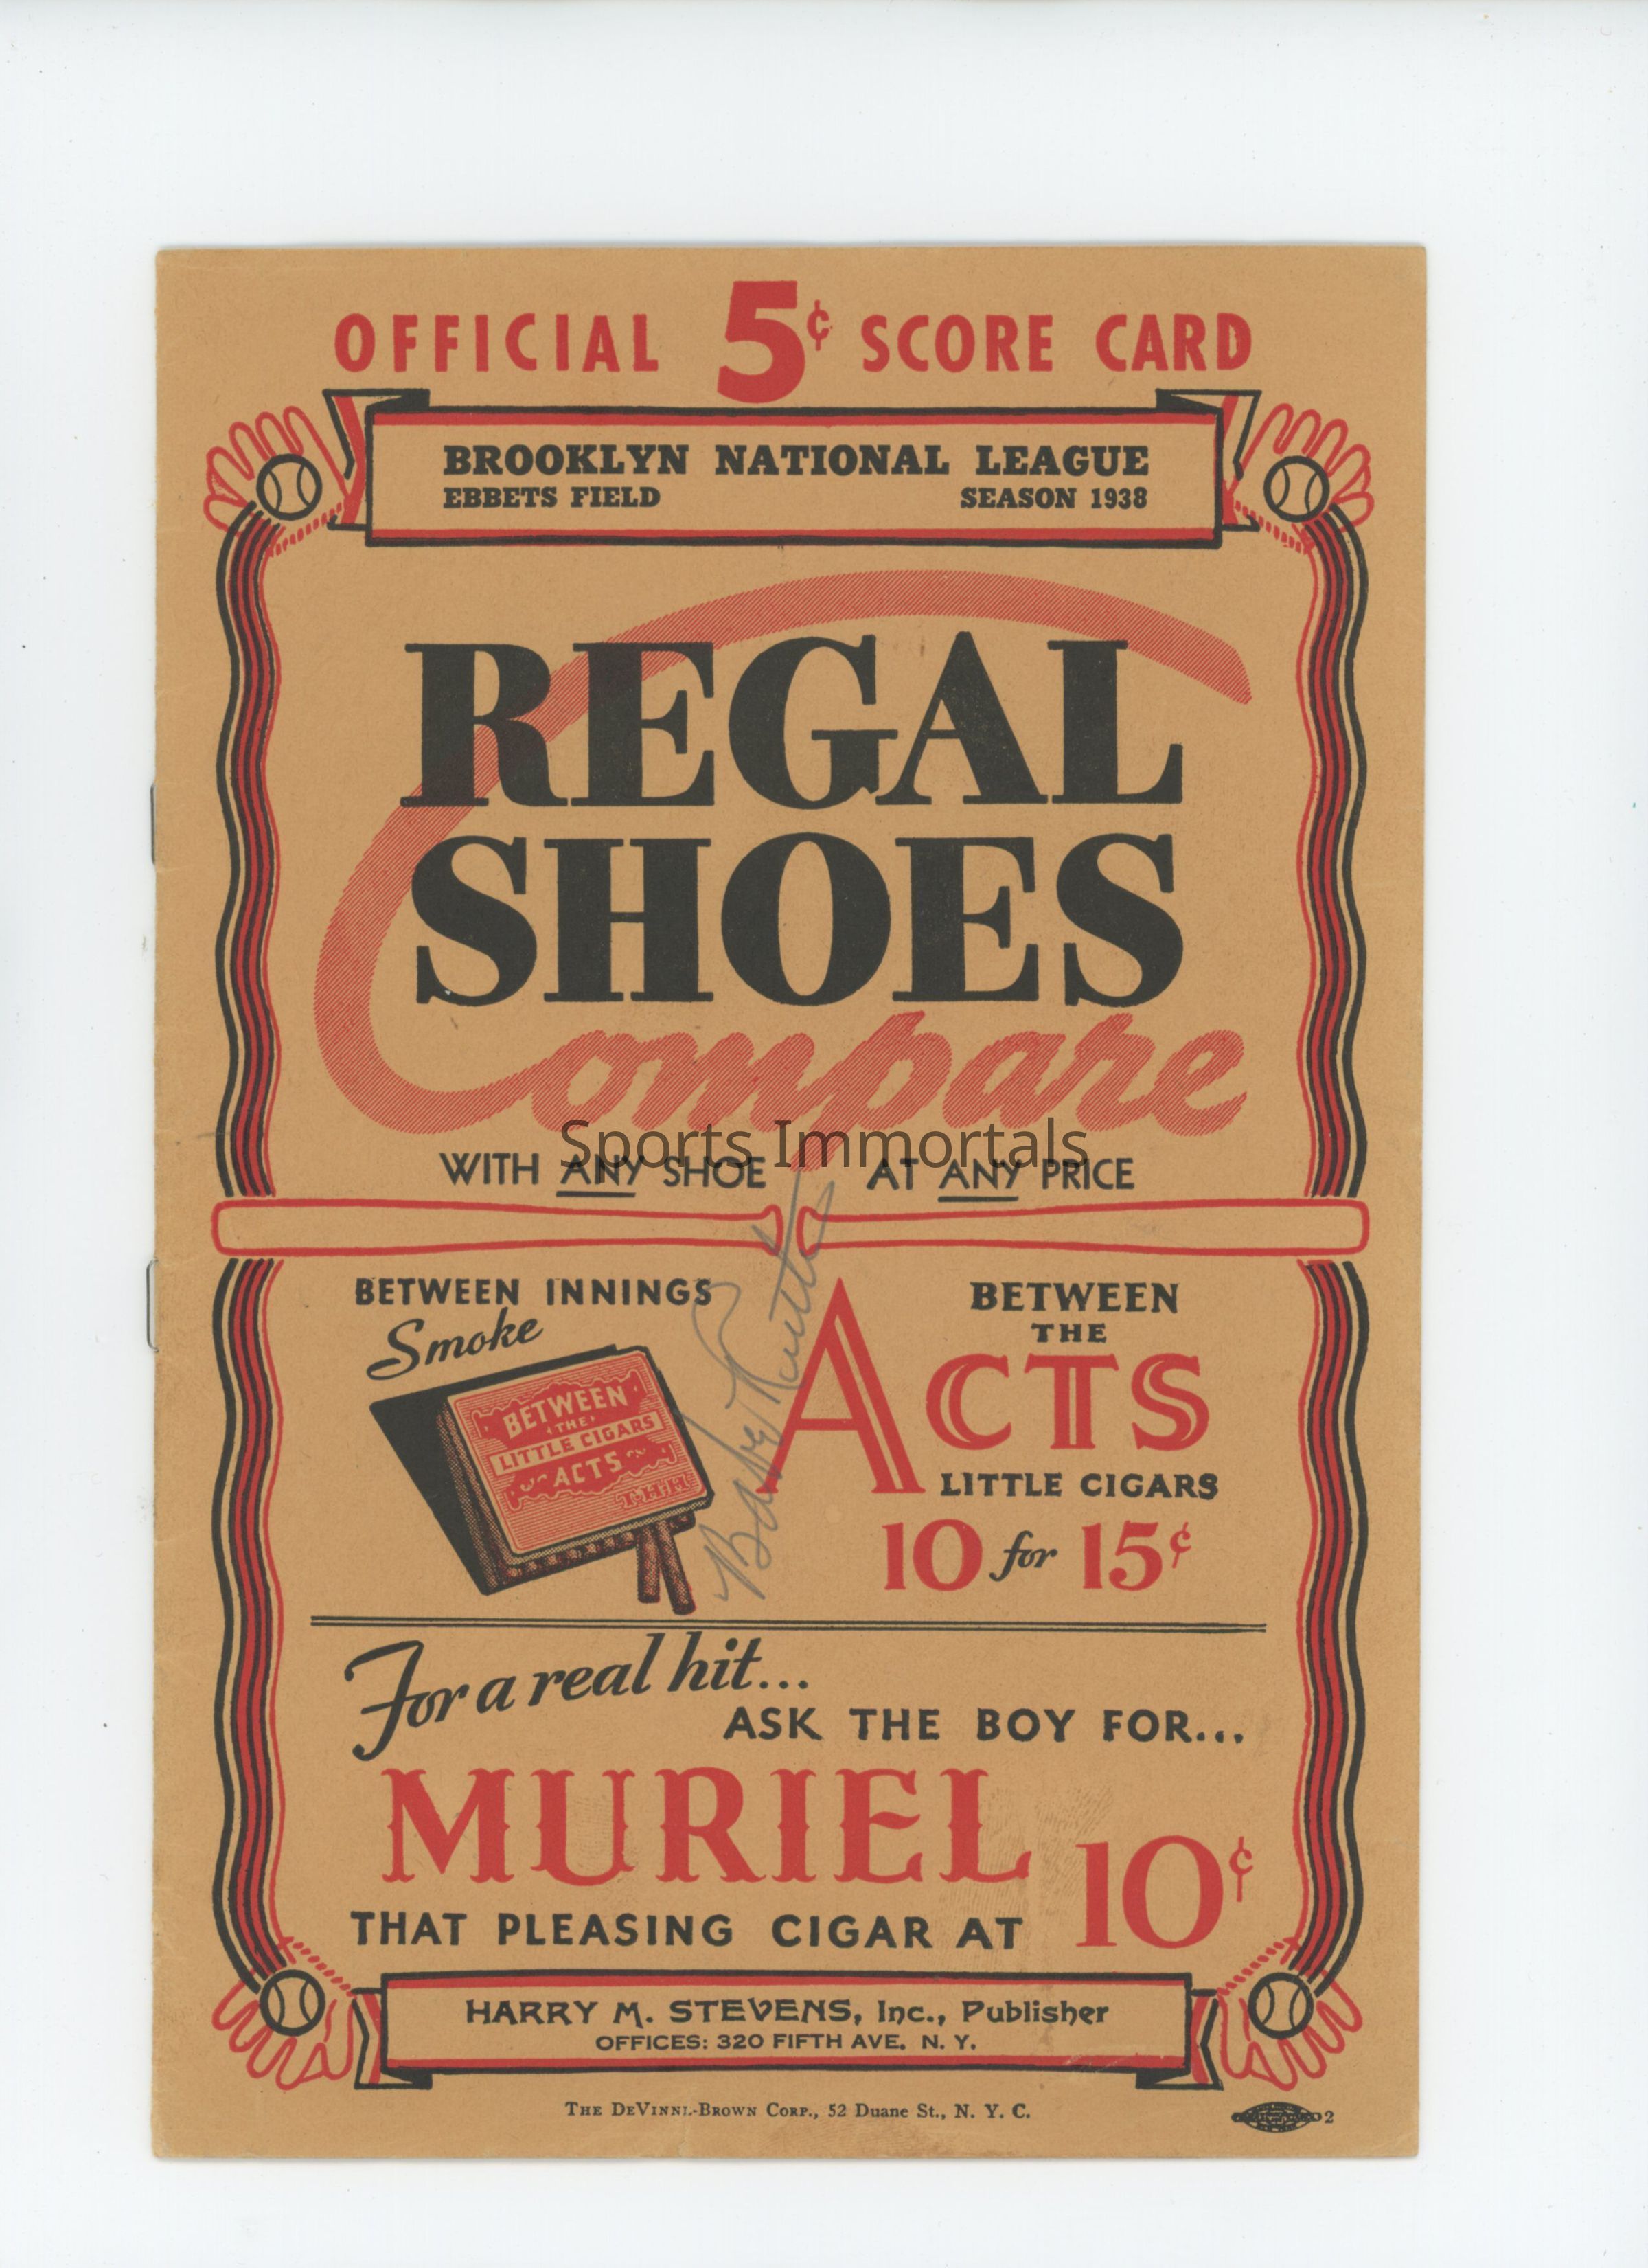 OFFICIAL 5¢ SCORE CARD
BROOKLYN NATIONAL LEAGUE
EBBETS FIELD SEASON 1938
REGAL
SHOES
Compare
Sports Immortals
WITH ANY SHOE AT ANY PRICE
Babe Ruth
BETWEEN INNINGS
Smoke
BETWEEN
THE
LITTLE CIGARS
ACTS
T.H.H
BETWEEN
THE
ACTS
LITTLE CIGARS
10 for 15¢
For a real hit...
ASK THE BOY FOR...
MURIEL
THAT PLEASING CIGAR AT 10¢
HARRY M. STEVENS, Inc., Publisher
OFFICES: 320 FIFTH AVE. N. Y.
THE DEVINNE-BROWN CORP., 52 Duane St., N. Y. C.
2